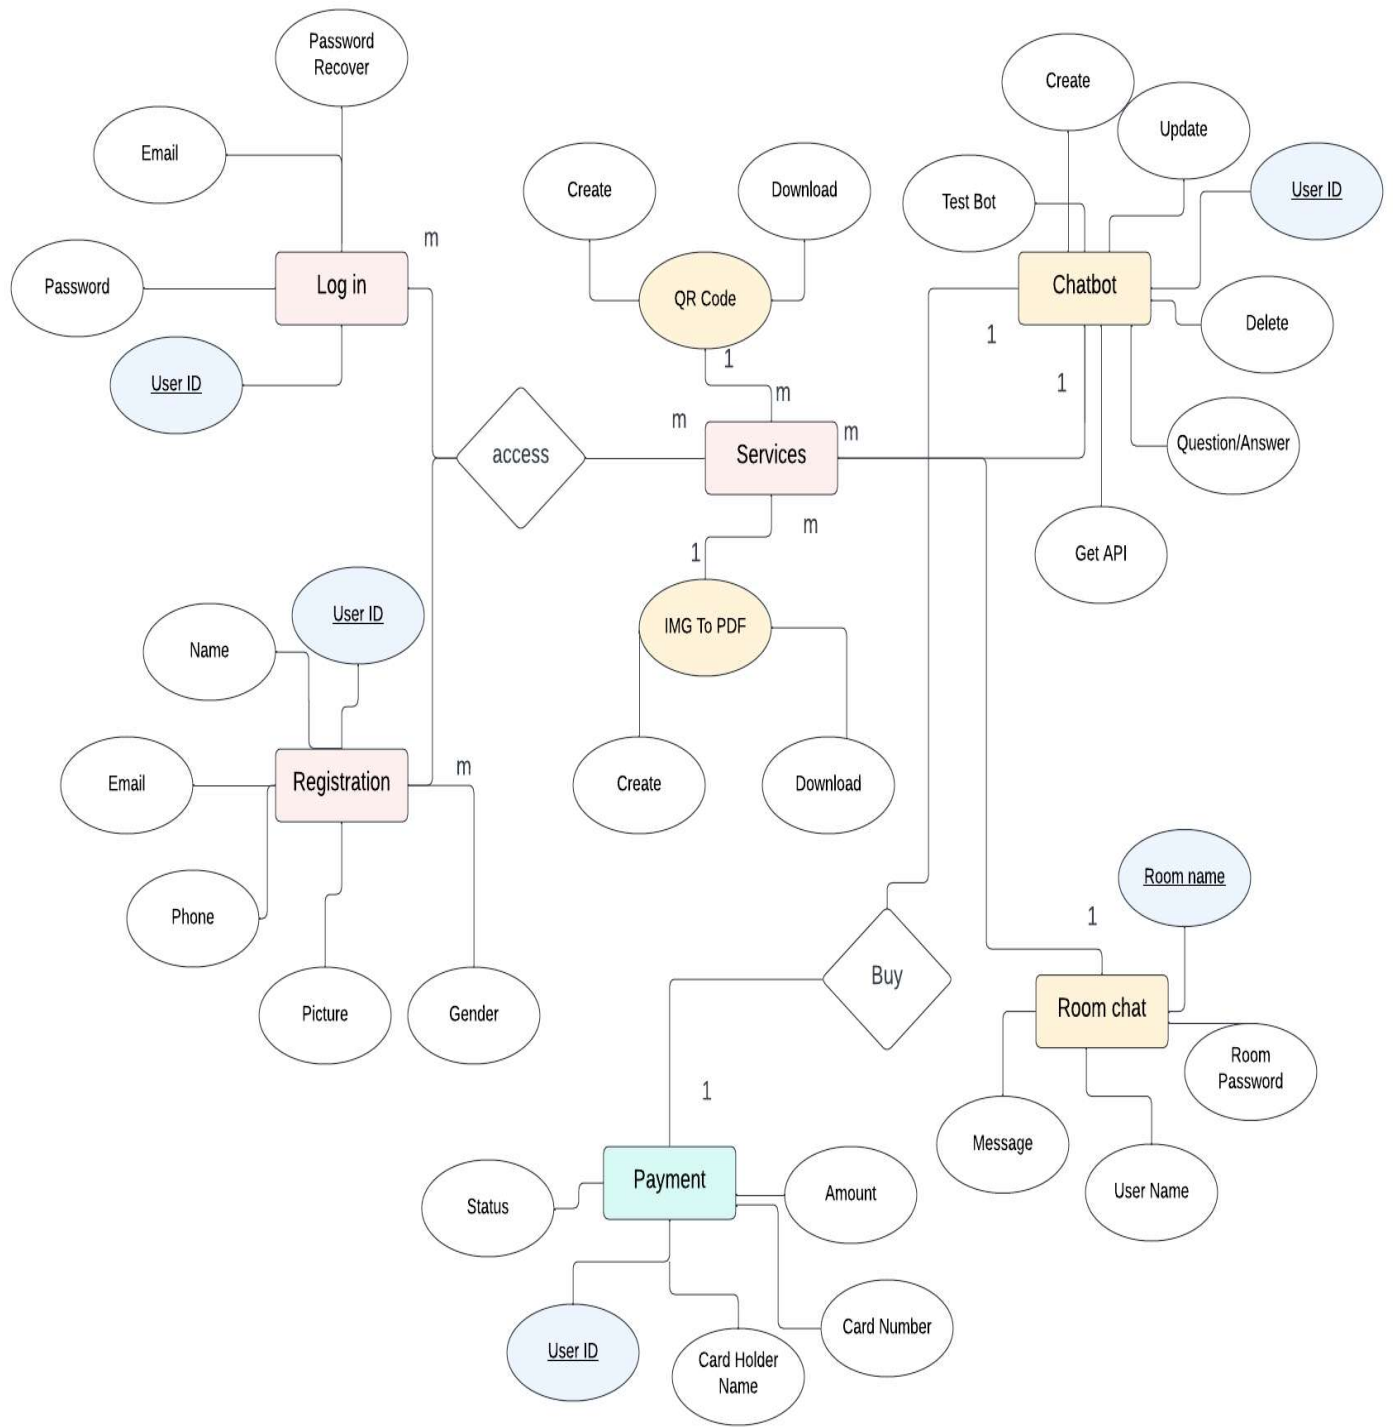 Password
Recover
Email
Password
User ID
Log in
m
Create
Download
QR Code
1
m
Create
Update
Test Bot
User ID
Chatbot
Delete
1
1
Question/Answer
Get API
access
m
Services
m
m
1
IMG To PDF
Create
Download
User ID
Name
Email
Registration
m
Phone
Picture
Gender
Buy
1
Room name
1
Room chat
Room
Password
Message
User Name
Payment
Status
Amount
User ID
Card Holder
Name
Card Number